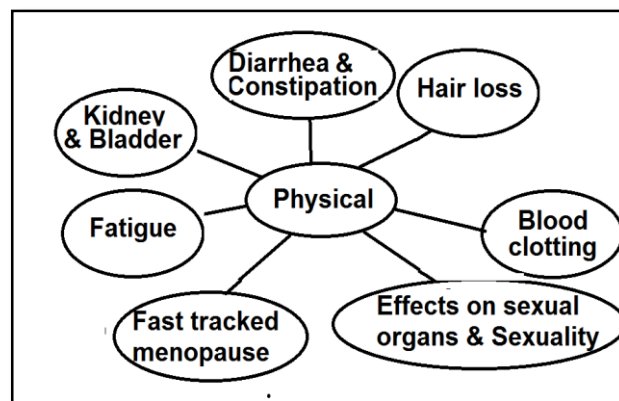 Diarrhea &
Constipation
Hair loss
Kidney
& Bladder
Physical
Fatigue
Blood
clotting
Fast tracked
menopause
Effects on sexual
organs & Sexuality